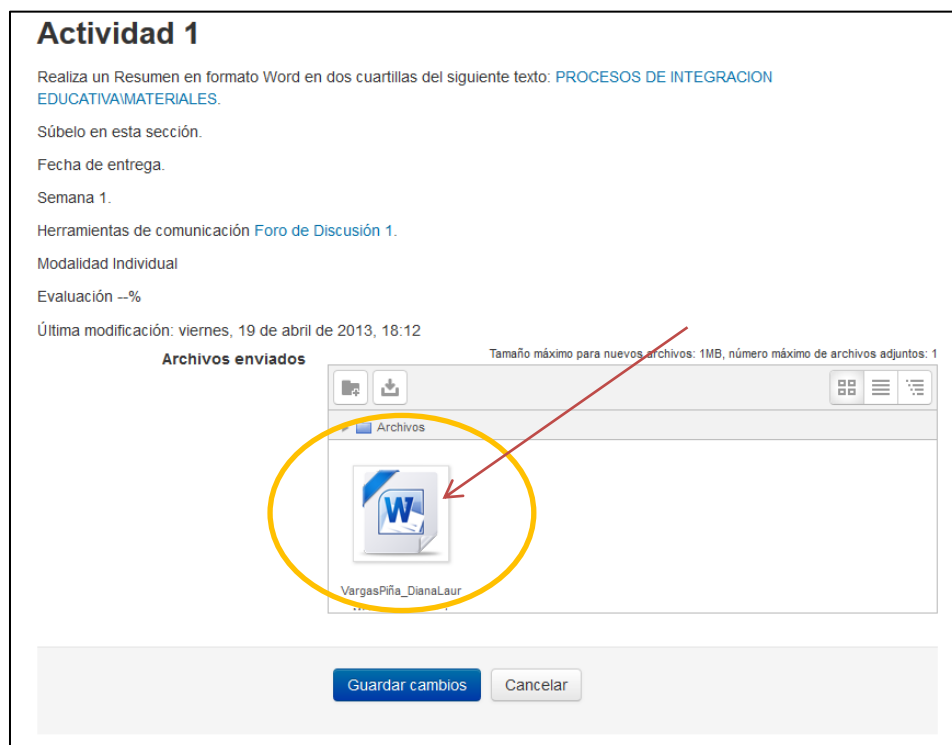 Actividad 1
Realiza un Resumen en formato Word en dos cuartillas del siguiente texto: PROCESOS DE INTEGRACION
EDUCATIVA\MATERIALES.
Súbelo en esta sección.
Fecha de entrega.
Semana 1.
Herramientas de comunicación Foro de Discusión 1.
Modalidad Individual
Evaluación --%
Última modificación: viernes, 19 de abril de 2013, 18:12
Archivos enviados
Tamaño máximo para nuevos archivos: 1MB, número máximo de archivos adjuntos: 1
Archivos
W
VargasPiña_DianaLaur
Guardar cambios Cancelar